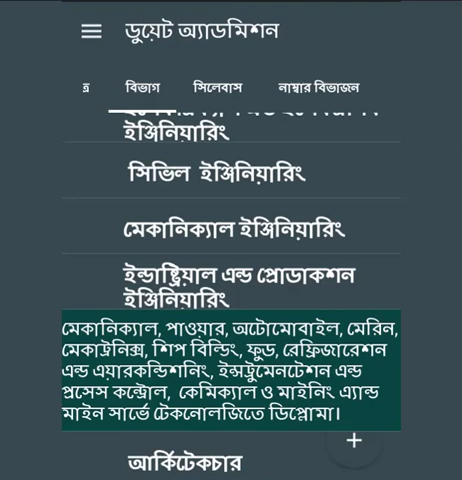 ডুয়েট অ্যাডমিশন
বিভাগ সিলেবাস নাম্বার বিভাজন
ইঞ্জিনিয়ারিং
সিভিল ইঞ্জিনিয়ারিং
মেকানিক্যাল ইঞ্জিনিয়ারিং
ইন্ডাষ্ট্রিয়াল এন্ড প্রোডাকশন
ইঞ্জিনিয়ারিং
মেকানিক্যাল, পাওয়ার, অটোমোবাইল, মেরিন,
মেকাট্রনিক্স, শিপ বিল্ডিং, ফুড, রেফ্রিজারেশন
এন্ড এয়ারকন্ডিশনিং, ইন্সট্রুমেনটেশন এন্ড
প্রসেস কন্ট্রোল, কেমিক্যাল ও মাইনিং এ্যান্ড
মাইন সার্ভে টেকনোলজিতে ডিপ্লোমা।
+
আর্কিটেকচার